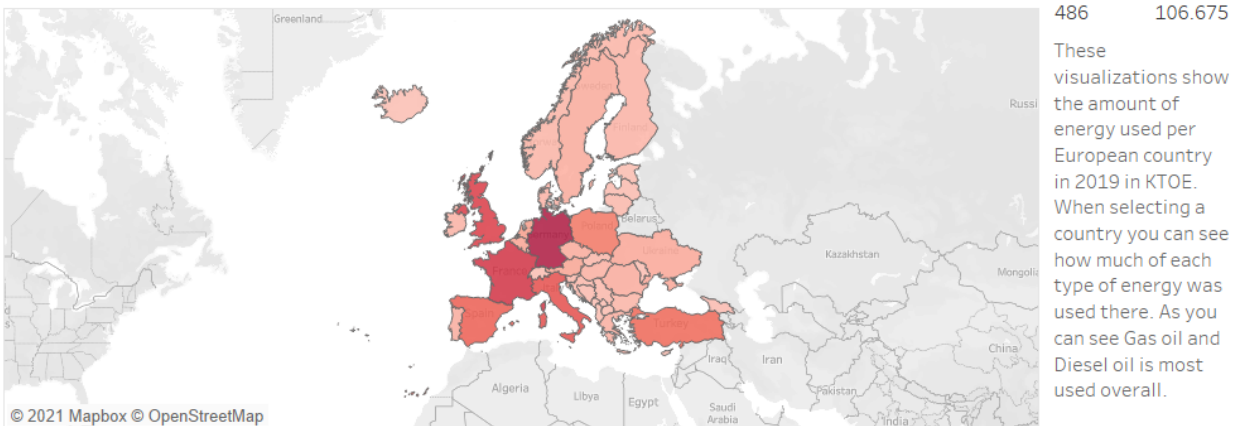 486 106.675
These
visualizations show
the amount of
energy used per
European country
in 2019 in KTOE.
When selecting a
country you can see
how much of each
type of energy was
used there. As you
can see Gas oil and
Diesel oil is most
used overall.
Greenland
Russi
Sweden
Finland
Belarus
Poland
Germany
Ukraine
Kazakhstan
France
Mongolia
Italy
Spain
Turkey
China
Iraq
Iran
Algeria
Libya
Egypt
Pakistan
Saudi
Arabia
India
© 2021 Mapbox © OpenStreetMap